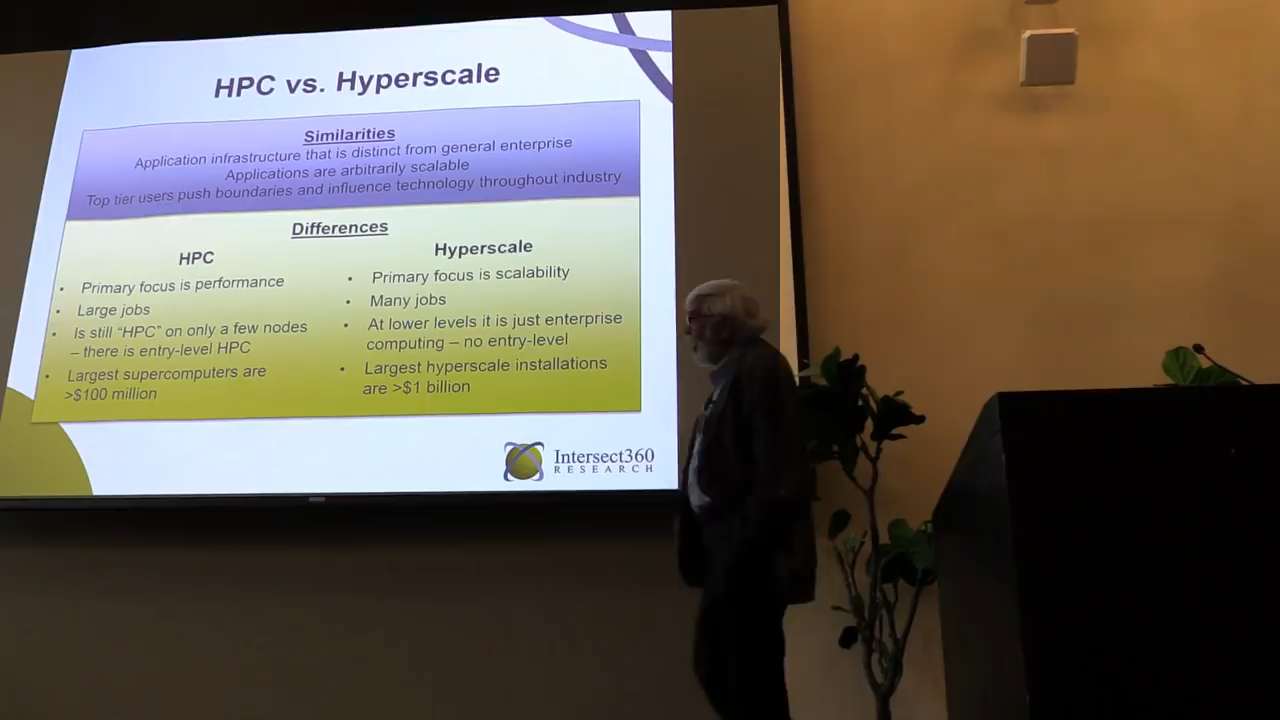 HPC vs. Hyperscale
Similarities
Application infrastructure that is distinct from general enterprise
Applications are arbitrarily scalable
Top tier users push boundaries and influence technology throughout industry
Differences
HPC
• Primary focus is performance
• Large jobs
• Is still “HPC” on only a few nodes
– there is entry-level HPC
• Largest supercomputers are
>$100 million
Hyperscale
• Primary focus is scalability
• Many jobs
• At lower levels it is just enterprise
computing – no entry-level
• Largest hyperscale installations
are >$1 billion
Intersect360
RESEARCH